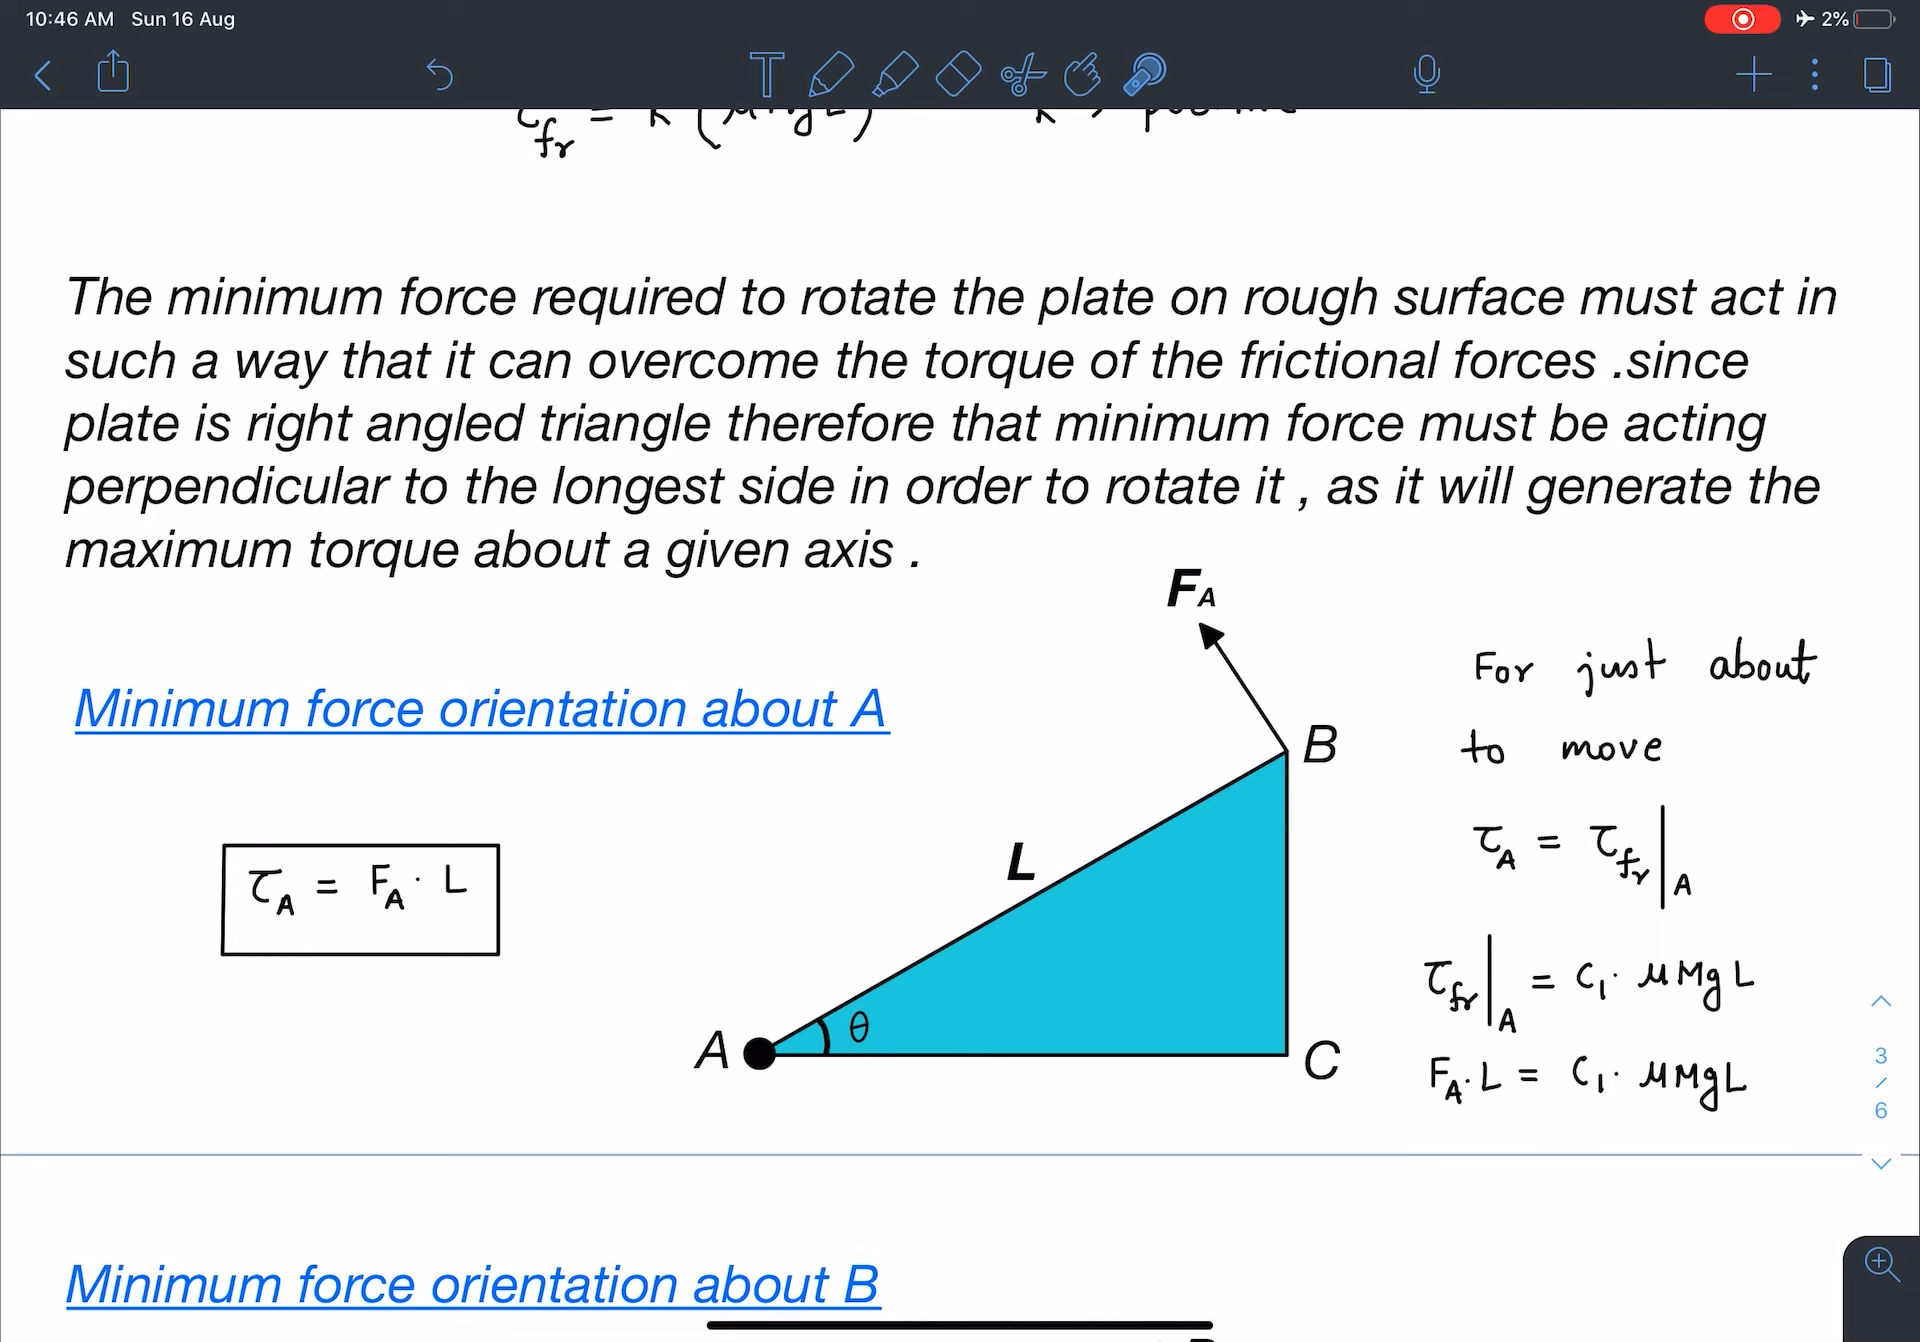 10:46 AM Sun 16 Aug
2%
The minimum force required to rotate the plate on rough surface must act in
such a way that it can overcome the torque of the frictional forces .since
plate is right angled triangle therefore that minimum force must be acting
perpendicular to the longest side in order to rotate it , as it will generate the
maximum torque about a given axis .
FA
For just about
Minimum force orientation about A
to move
B
τA = τfr|A
L
τA = FA · L
τfr|A = C1 · μMgL
θ
A
C
FA · L = C1 · μMgL
3
/
6
Minimum force orientation about B